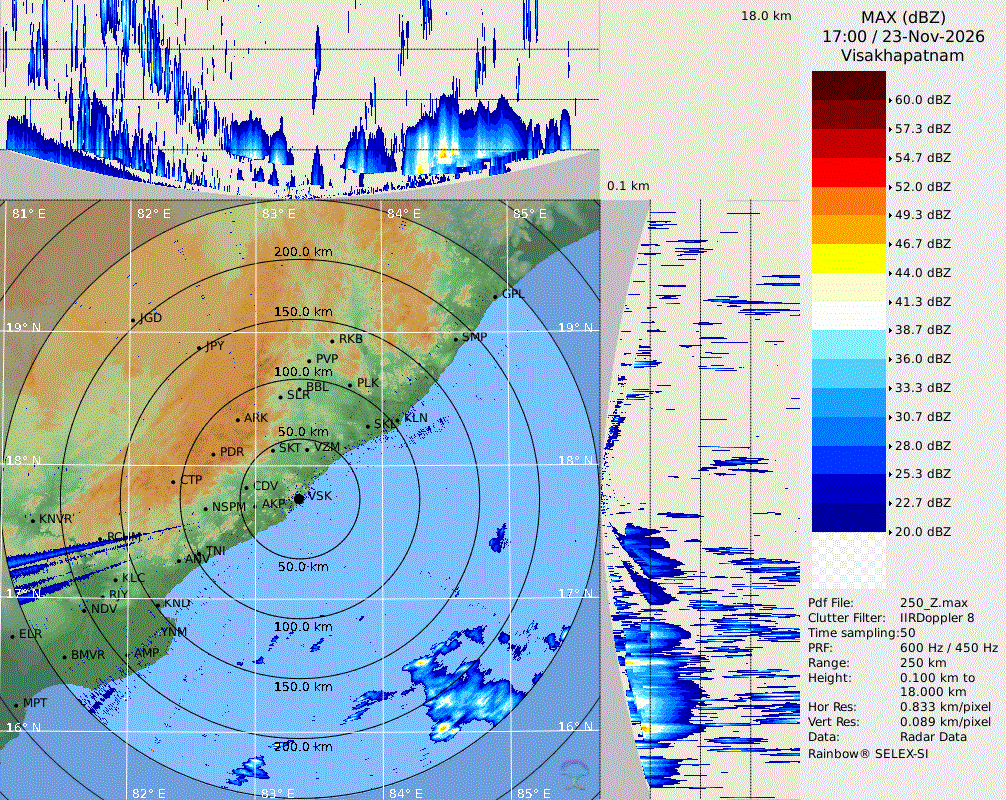 18.0 km
0.1 km
MAX (dBZ)
17:00 / 23-Nov-2026
Visakhapatnam
60.0 dBZ
57.3 dBZ
54.7 dBZ
52.0 dBZ
49.3 dBZ
46.7 dBZ
44.0 dBZ
41.3 dBZ
38.7 dBZ
36.0 dBZ
33.3 dBZ
30.7 dBZ
28.0 dBZ
25.3 dBZ
22.7 dBZ
20.0 dBZ
Pdf File: 250_Z.max
Clutter Filter: IIRDoppler 8
Time sampling:50
PRF: 600 Hz / 450 Hz
Range: 250 km
Height: 0.100 km to
18.000 km
Hor Res: 0.833 km/pixel
Vert Res: 0.089 km/pixel
Data: Radar Data
Rainbow® SELEX-SI
81° E 82° E 83° E 84° E 85° E
200.0 km
GPL
150.0 km
JGD
19° N 19° N
RKB SMP
JPY
PVP
100.0 km
BBL PLK
SLR
ARK KLN
SKL
50.0 km
SKT VZM
PDR
18° N 18° N
CTP
CDV
VSK
NSPM AKP
KNVR
TNI
ANV
50.0 km
KLC
RJY
17° N 17° N
NDV KND
100.0 km
ELR YNM
BMVR AMP
150.0 km
MPT
16° N 16° N
200.0 km
82° E 83° E 84° E 85° E